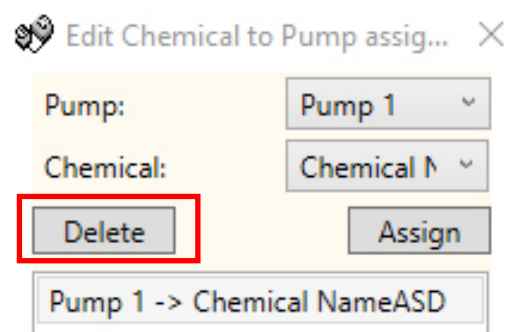 Edit Chemical to Pump assig...
Pump: Pump 1
Chemical: Chemical N
Delete Assign
Pump 1 -> Chemical NameASD